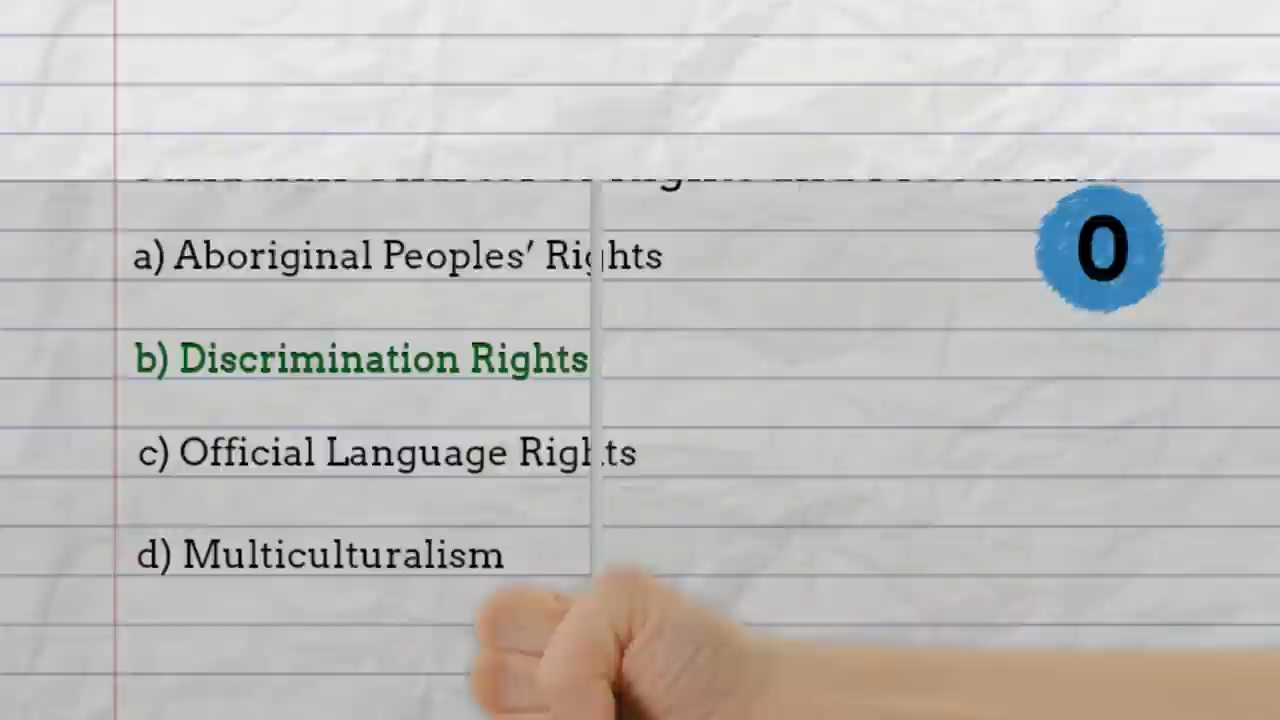 0
a) Aboriginal Peoples’ Rights
b) Discrimination Rights
c) Official Language Rights
d) Multiculturalism